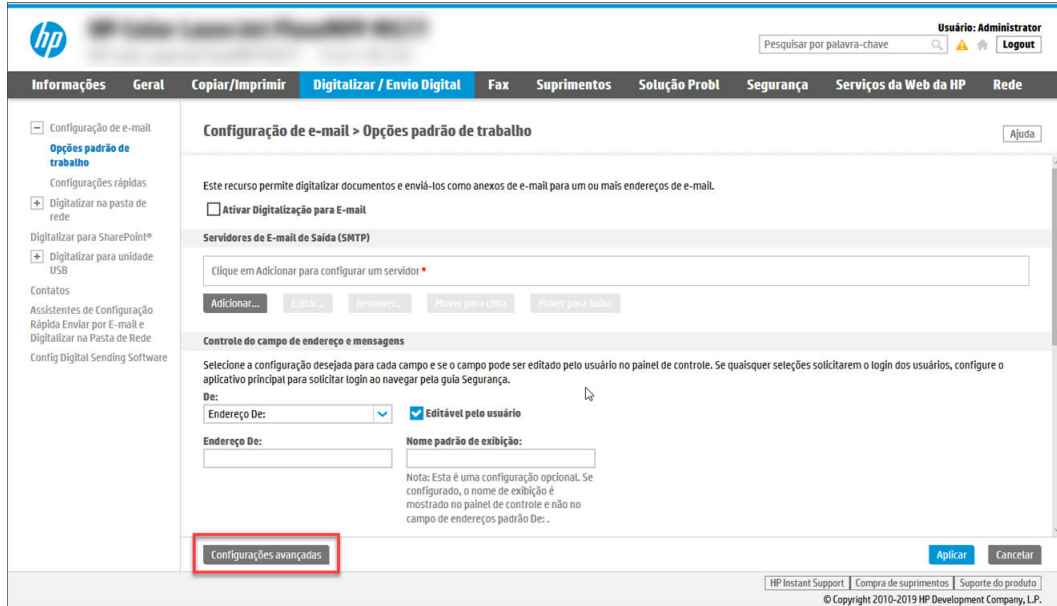 hp
Usuário: Administrator
Pesquisar por palavra-chave
Logout
Informações Geral Copiar/Imprimir Digitalizar / Envio Digital Fax Suprimentos Solução Probl Segurança Serviços da Web da HP Rede
Configuração de e-mail
Opções padrão de
trabalho
Configurações rápidas
Digitalizar na pasta de
rede
Digitalizar para SharePoint®
Digitalizar para unidade
USB
Contatos
Assistentes de Configuração
Rápida Enviar por E-mail e
Digitalizar na Pasta de Rede
Config Digital Sending Software
Configuração de e-mail > Opções padrão de trabalho
Ajuda
Este recurso permite digitalizar documentos e enviá-los como anexos de e-mail para um ou mais endereços de e-mail.
Ativar Digitalização para E-mail
Servidores de E-mail de Saída (SMTP)
Clique em Adicionar para configurar um servidor *
Adicionar... Editar... Remover... Mover para cima Mover para baixo
Controle do campo de endereço e mensagens
Selecione a configuração desejada para cada campo e se o campo pode ser editado pelo usuário no painel de controle. Se quaisquer seleções solicitarem o login dos usuários, configure o
aplicativo principal para solicitar login ao navegar pela guia Segurança.
De:
Endereço De:
Editável pelo usuário
Endereço De: Nome padrão de exibição:
Nota: Esta é uma configuração opcional. Se
configurado, o nome de exibição é
mostrado no painel de controle e não no
campo de endereços padrão De: .
Configurações avançadas
Aplicar Cancelar
HP Instant Support Compra de suprimentos Suporte do produto
© Copyright 2010-2019 HP Development Company, L.P.